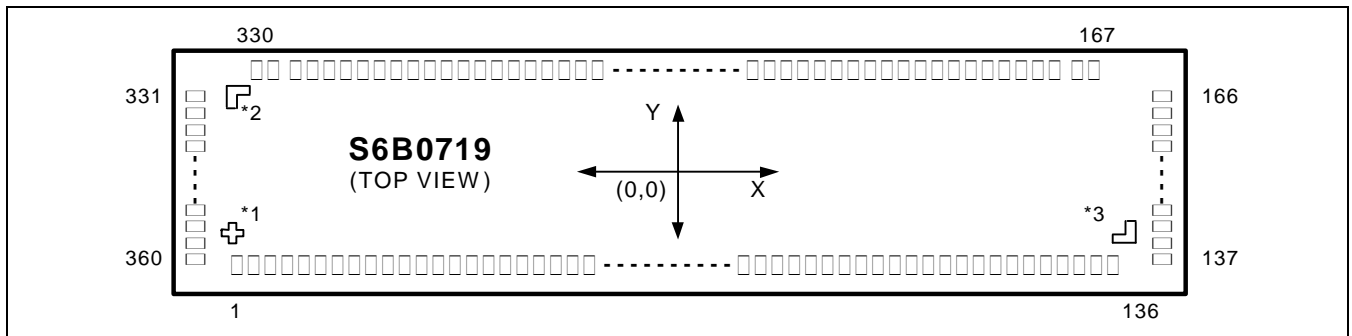 330 167
331 166
*2
Y
S6B0719
(TOP VIEW)
(0,0) X
*1 *3
360 137
1 136